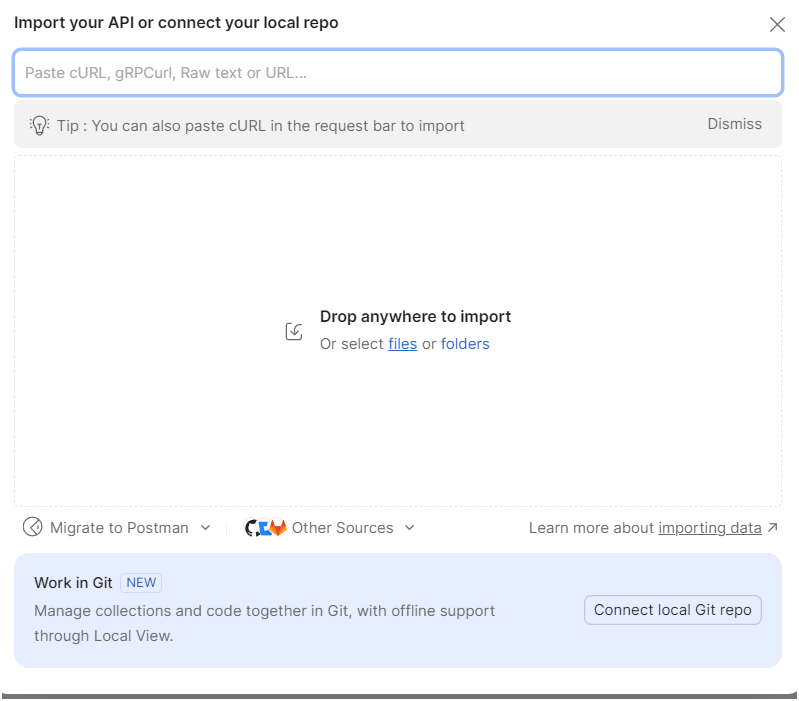 Import your API or connect your local repo
Paste cURL, gRPCurl, Raw text or URL...
Tip : You can also paste cURL in the request bar to import
Dismiss
Drop anywhere to import
Or select files or folders
Migrate to Postman
Other Sources
Learn more about importing data
Work in Git NEW
Manage collections and code together in Git, with offline support
through Local View.
Connect local Git repo